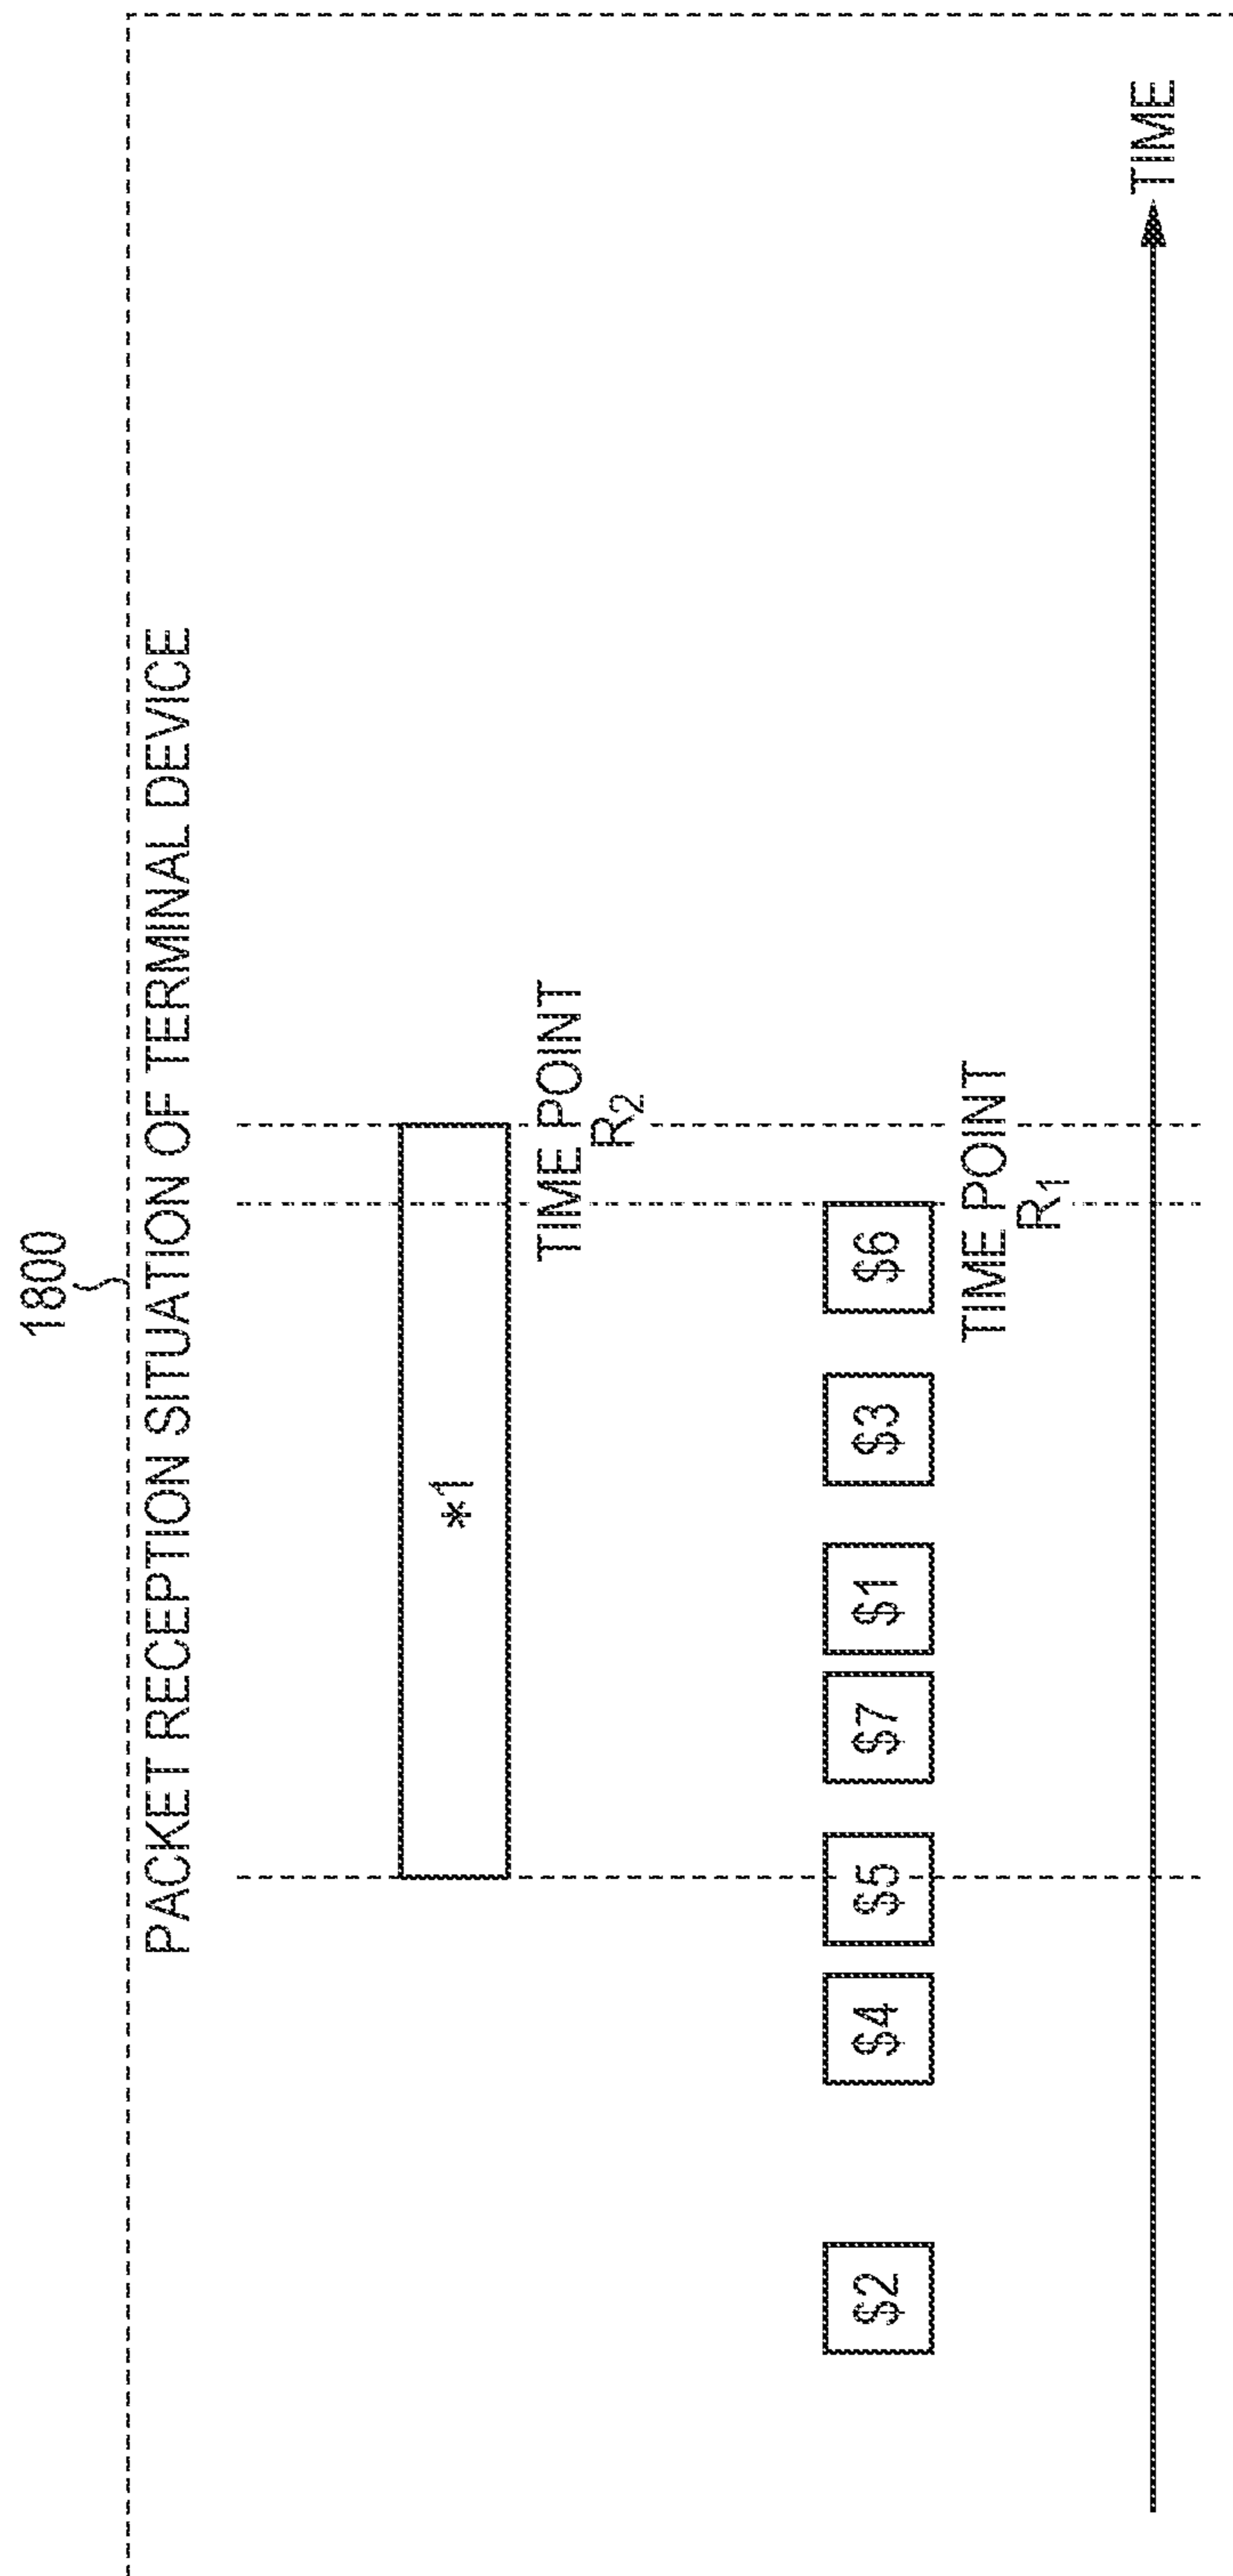 1800
PACKET RECEPTION SITUATION OF TERMINAL DEVICE
*1
TIME POINT
R2
$2
$4
$5
$7
$1
$3
$6
TIME POINT
R1
TIME